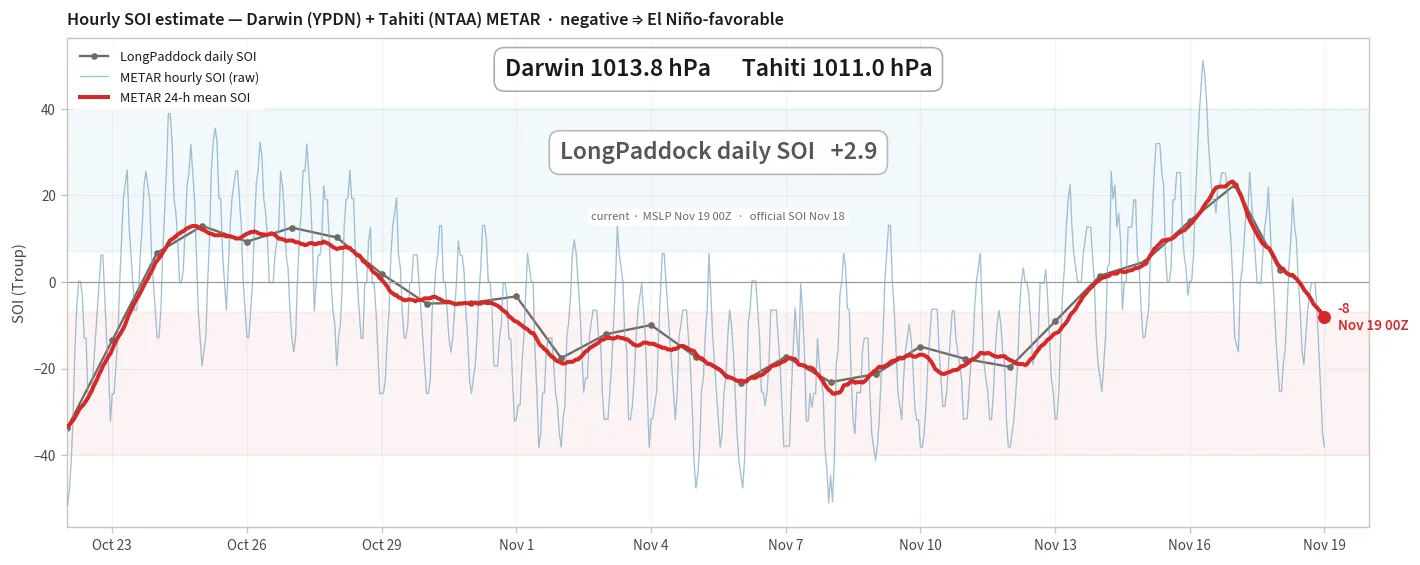 Hourly SOI estimate — Darwin (YPDN) + Tahiti (NTAA) METAR · negative ⇒ El Niño-favorable
LongPaddock daily SOI
METAR hourly SOI (raw)
METAR 24-h mean SOI
Darwin 1013.8 hPa Tahiti 1011.0 hPa
LongPaddock daily SOI +2.9
current · MSLP Nov 19 00Z · official SOI Nov 18
SOI (Troup)
40
20
0
−20
−40
-8
Nov 19 00Z
Oct 23
Oct 26
Oct 29
Nov 1
Nov 4
Nov 7
Nov 10
Nov 13
Nov 16
Nov 19